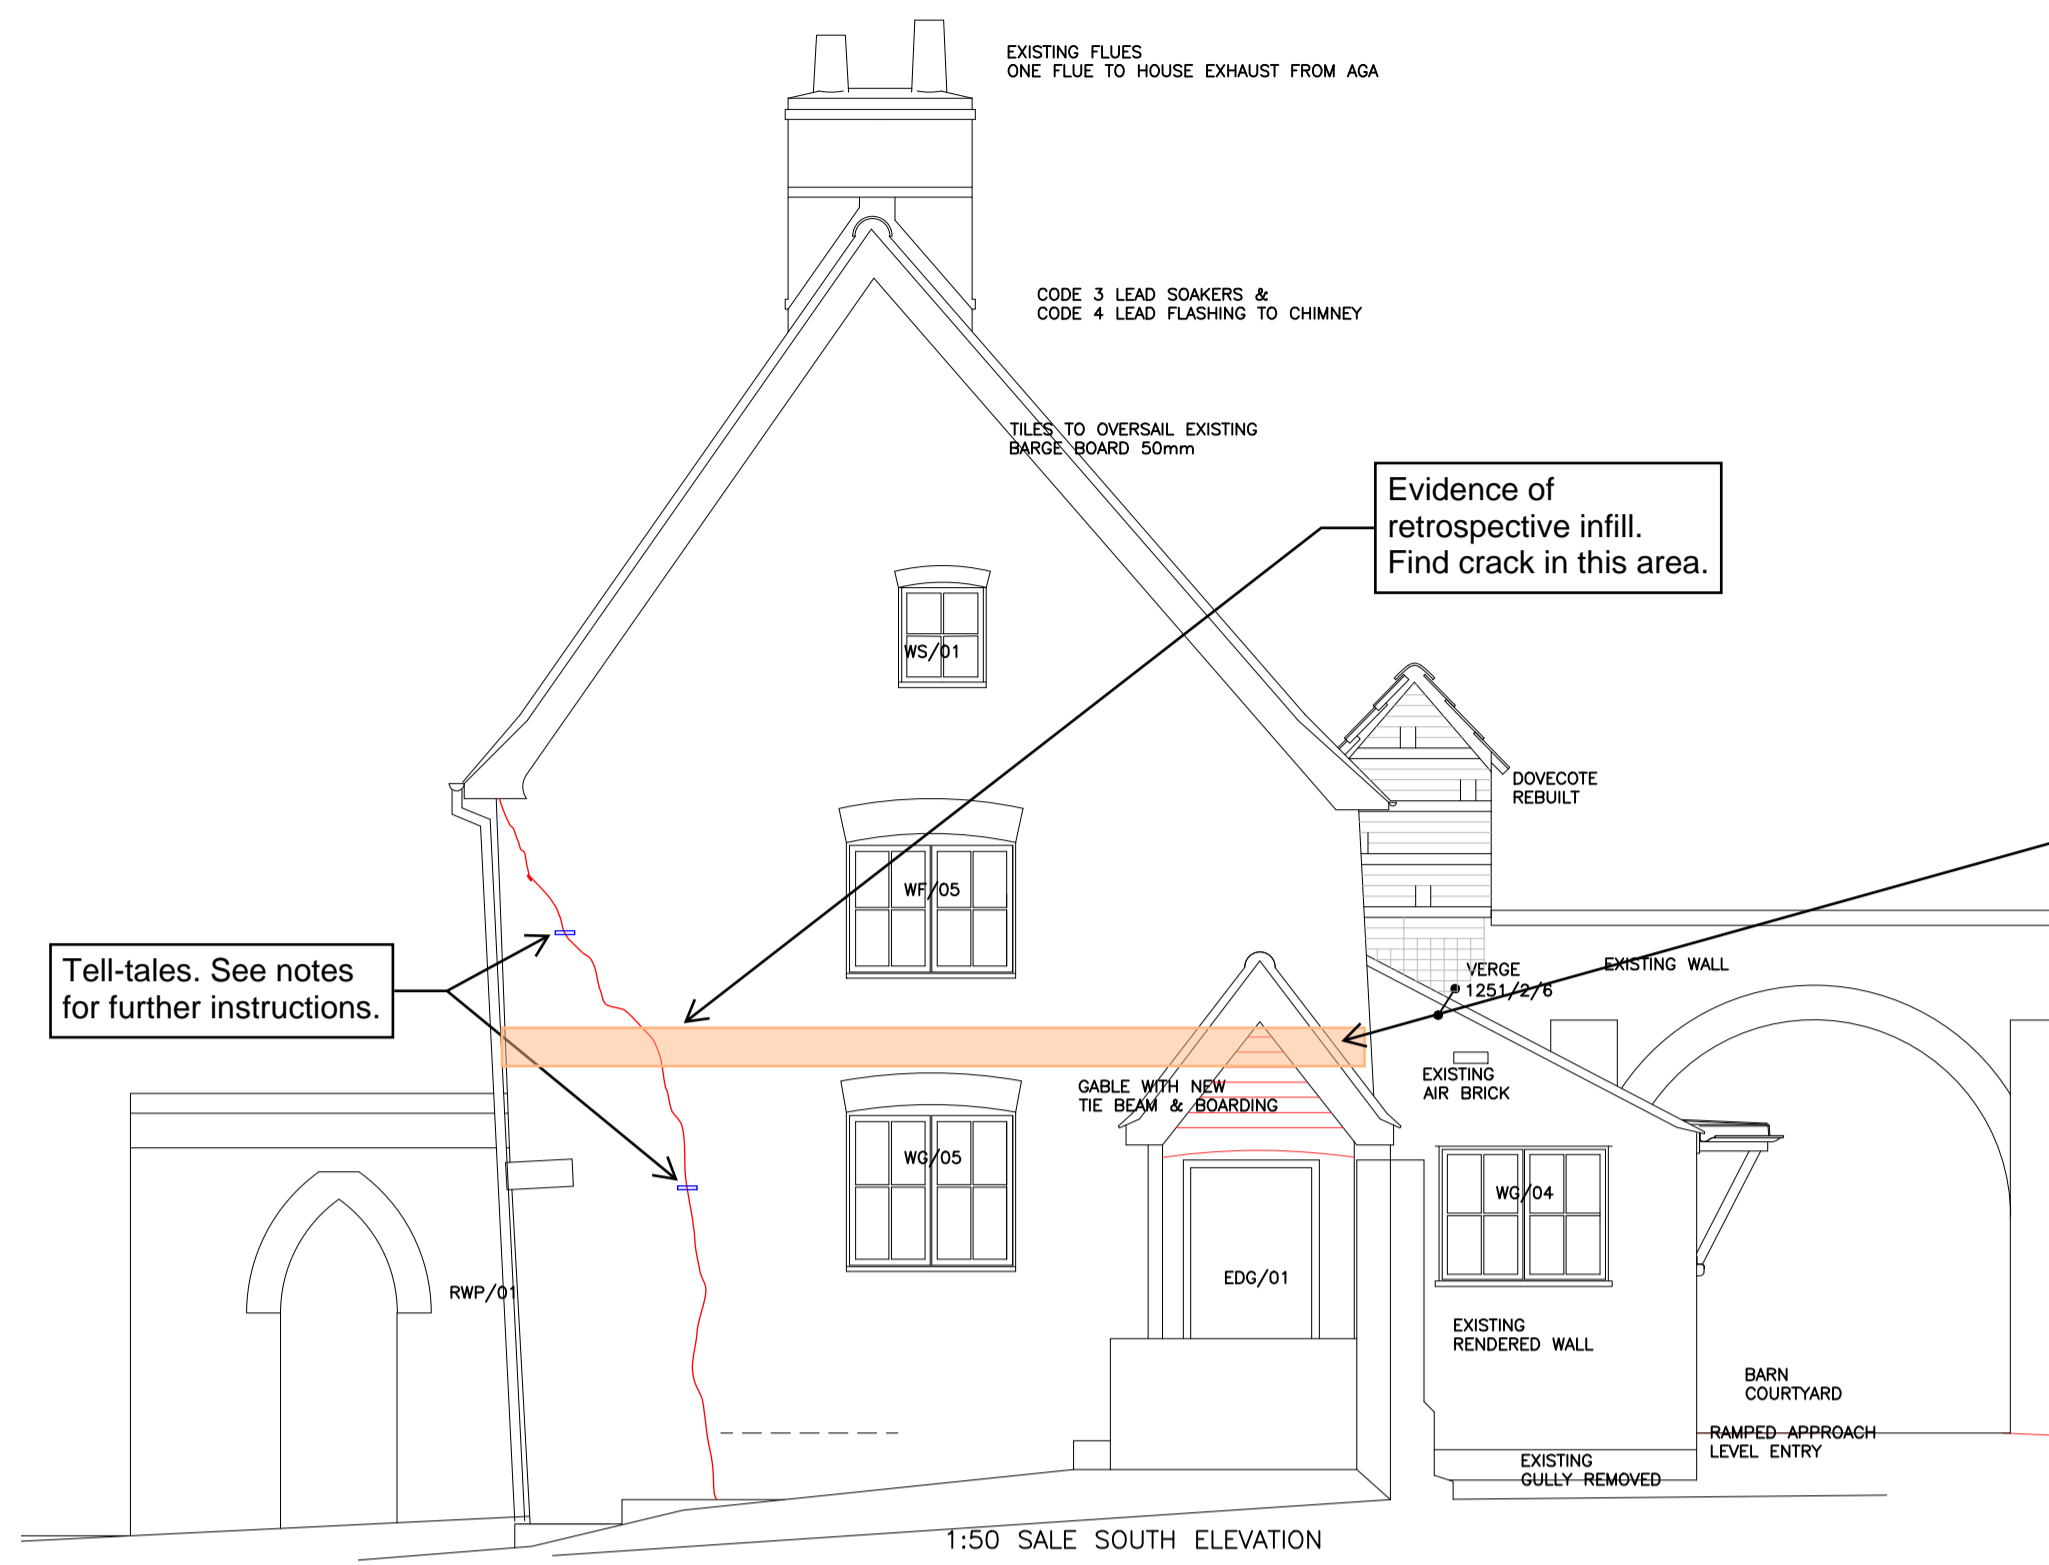 EXISTING FLUES
ONE FLUE TO HOUSE EXHAUST FROM AGA
CODE 3 LEAD SOAKERS &
CODE 4 LEAD FLASHING TO CHIMNEY
TILES TO OVERSAIL EXISTING
BARGE BOARD 50mm
Evidence of
retrospective infill.
Find crack in this area.
WS/01
DOVECOTE
REBUILT
WF/05
Tell-tales. See notes
for further instructions.
VERGE
1251/2/6
EXISTING WALL
EXISTING
AIR BRICK
GABLE WITH NEW
TIE BEAM & BOARDING
WG/05
WG/04
EDG/01
RWP/01
EXISTING
RENDERED WALL
BARN
COURTYARD
RAMPED APPROACH
LEVEL ENTRY
EXISTING
GULLY REMOVED
1:50 SALE SOUTH ELEVATION